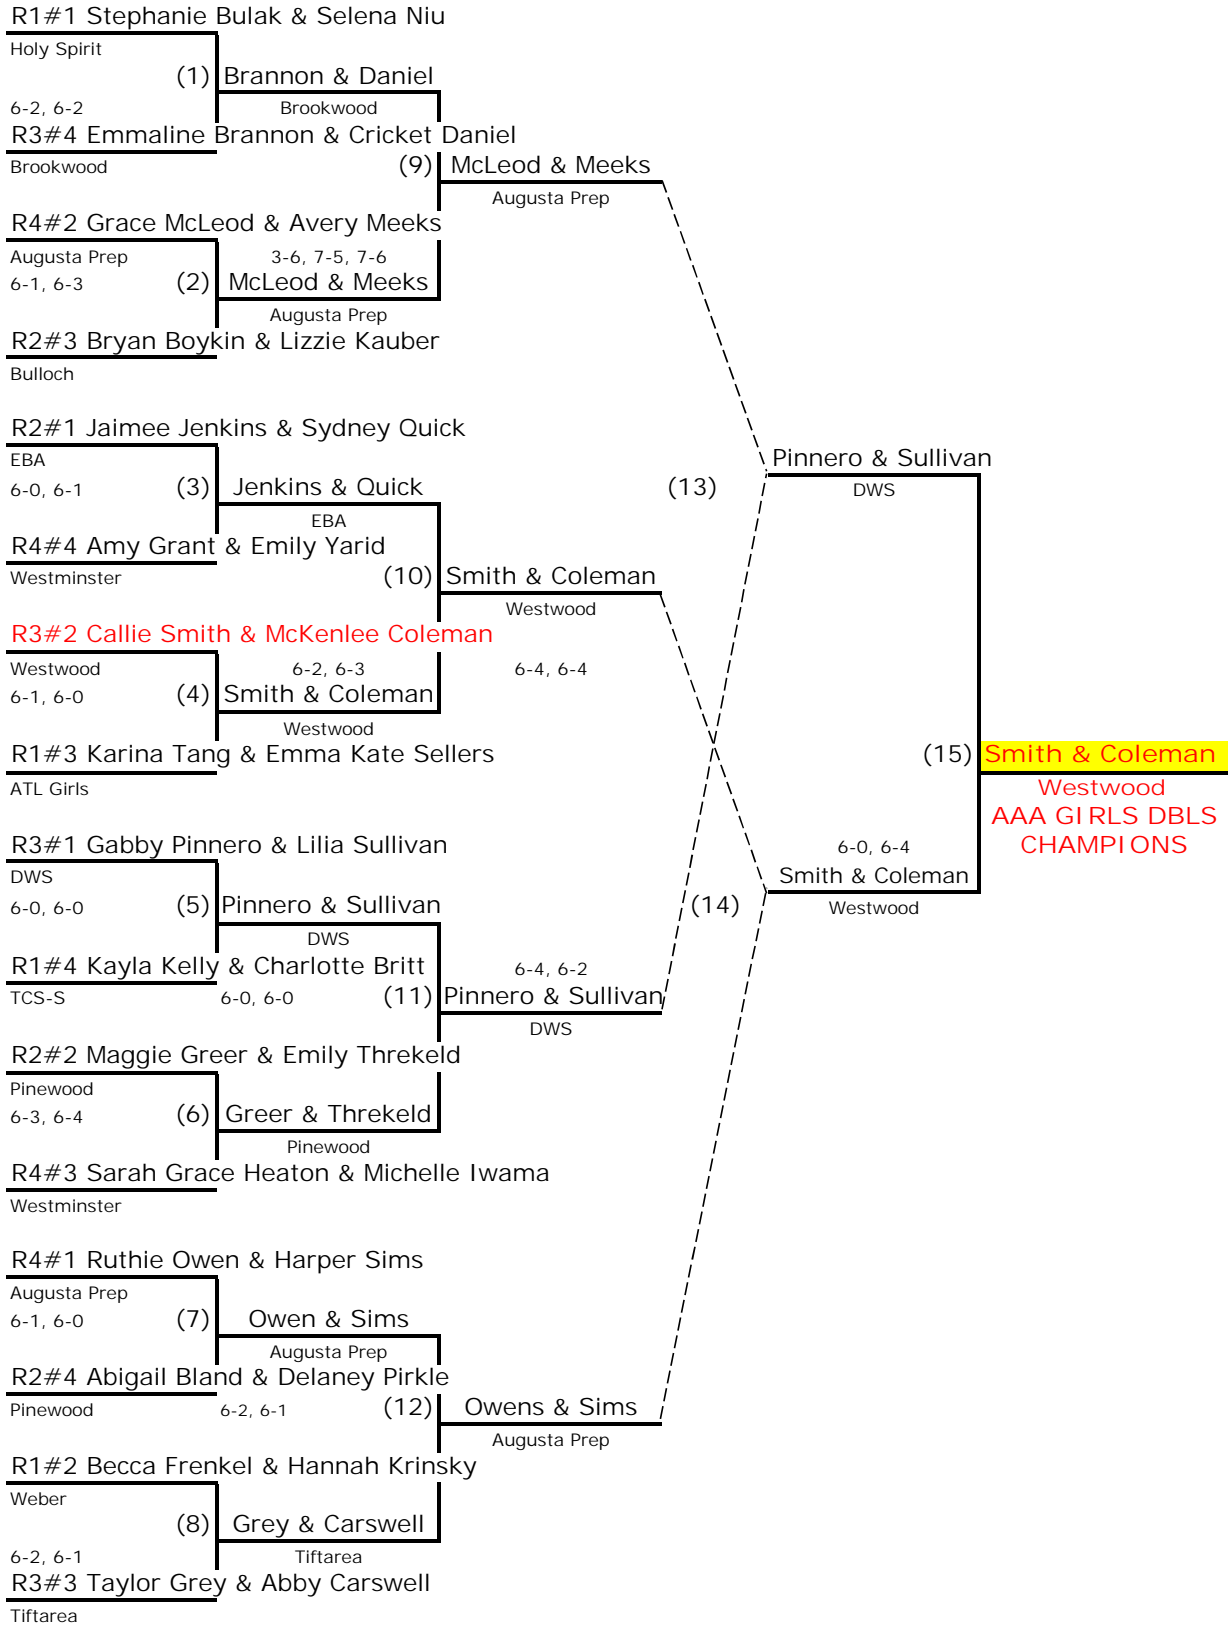 R1#1 Stephanie Bulak & Selena Niu
Holy Spirit
(1) Brannon & Daniel
6-2, 6-2
Brookwood
R3#4 Emmaline Brannon & Cricket Daniel
Brookwood
(9) McLeod & Meeks
Augusta Prep
R4#2 Grace McLeod & Avery Meeks
Augusta Prep
3-6, 7-5, 7-6
6-1, 6-3
(2) McLeod & Meeks
Augusta Prep
R2#3 Bryan Boykin & Lizzie Kauber
Bulloch
R2#1 Jaimee Jenkins & Sydney Quick
EBA
Pinnero & Sullivan
6-0, 6-1
(3) Jenkins & Quick
(13)
DWS
EBA
R4#4 Amy Grant & Emily Yarid
Westminster
(10) Smith & Coleman
Westwood
R3#2 Callie Smith & McKenlee Coleman
Westwood
6-2, 6-3
6-4, 6-4
6-1, 6-0
(4) Smith & Coleman
Westwood
R1#3 Karina Tang & Emma Kate Sellers
ATL Girls
(15) Smith & Coleman
Westwood
AAA GIRLS DBLS
CHAMPIONS
R3#1 Gabby Pinnero & Lilia Sullivan
6-0, 6-4
DWS
Smith & Coleman
6-0, 6-0
(5) Pinnero & Sullivan
(14)
Westwood
DWS
R1#4 Kayla Kelly & Charlotte Britt
6-4, 6-2
TCS-S
6-0, 6-0
(11) Pinnero & Sullivan
DWS
R2#2 Maggie Greer & Emily Threkeld
Pinewood
6-3, 6-4
(6) Greer & Threkeld
Pinewood
R4#3 Sarah Grace Heaton & Michelle Iwama
Westminster
R4#1 Ruthie Owen & Harper Sims
Augusta Prep
6-1, 6-0
(7) Owen & Sims
Augusta Prep
R2#4 Abigail Bland & Delaney Pirkle
Pinewood
6-2, 6-1
(12) Owens & Sims
Augusta Prep
R1#2 Becca Frenkel & Hannah Krinsky
Weber
(8) Grey & Carswell
6-2, 6-1
Tiftarea
R3#3 Taylor Grey & Abby Carswell
Tiftarea